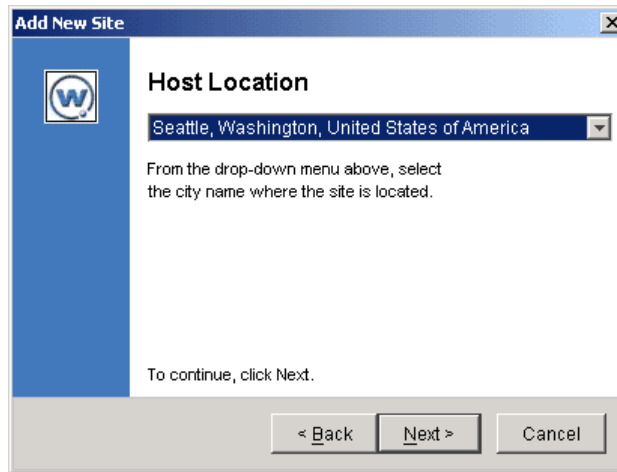 Add New Site
Host Location
Seattle, Washington, United States of America
From the drop-down menu above, select
the city name where the site is located.
To continue, click Next.
< Back
Next >
Cancel